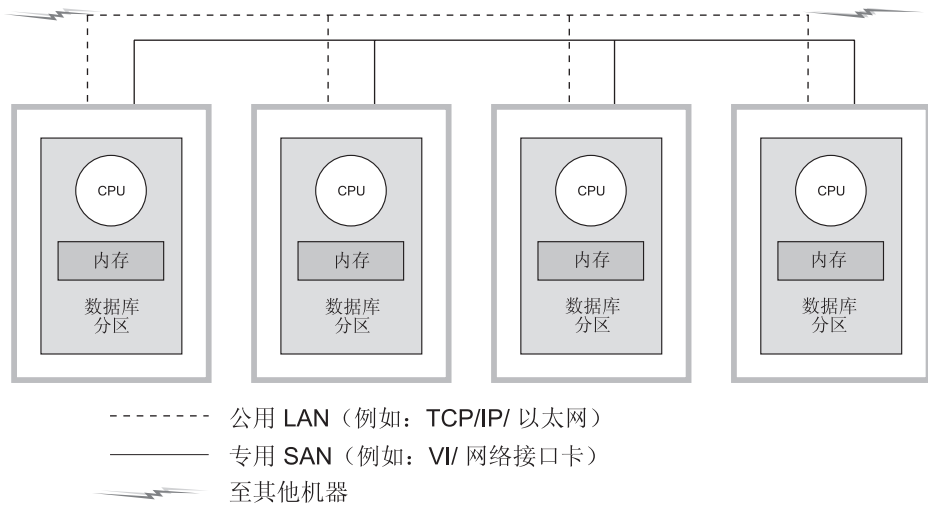 CPU
CPU
CPU
CPU
内存
内存
内存
内存
数据库
分区
数据库
分区
数据库
分区
数据库
分区
公用 LAN（例如：TCP/IP/ 以太网）
专用 SAN（例如：VI/ 网络接口卡）
至其他机器